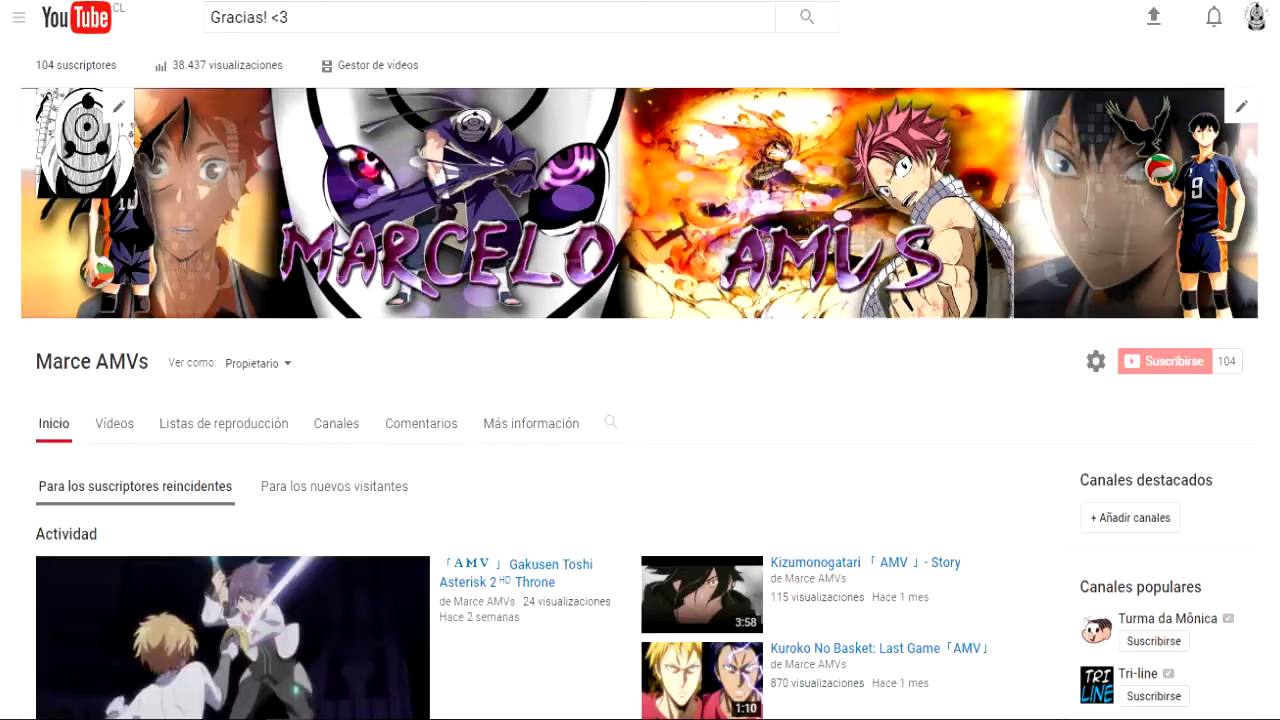 YouTube CL
Gracias! <3
104 suscriptores
38.437 visualizaciones
Gestor de vídeos
MARCELO AMVS
10
9
Marce AMVs
Ver como: Propietario
Suscribirse 104
Inicio
Vídeos
Listas de reproducción
Canales
Comentarios
Más información
Para los suscriptores reincidentes
Para los nuevos visitantes
Actividad
「AMV 」 Gakusen Toshi
Asterisk 2 HD Throne
de Marce AMVs 24 visualizaciones
Hace 2 semanas
3:58
Kizumonogatari 「 AMV 」- Story
de Marce AMVs
115 visualizaciones Hace 1 mes
1:10
Kuroko No Basket: Last Game「AMV」
de Marce AMVs
870 visualizaciones Hace 1 mes
Canales destacados
+ Añadir canales
Canales populares
Turma da Mônica
Suscribirse
TRI
LINE
Tri-line
Suscribirse